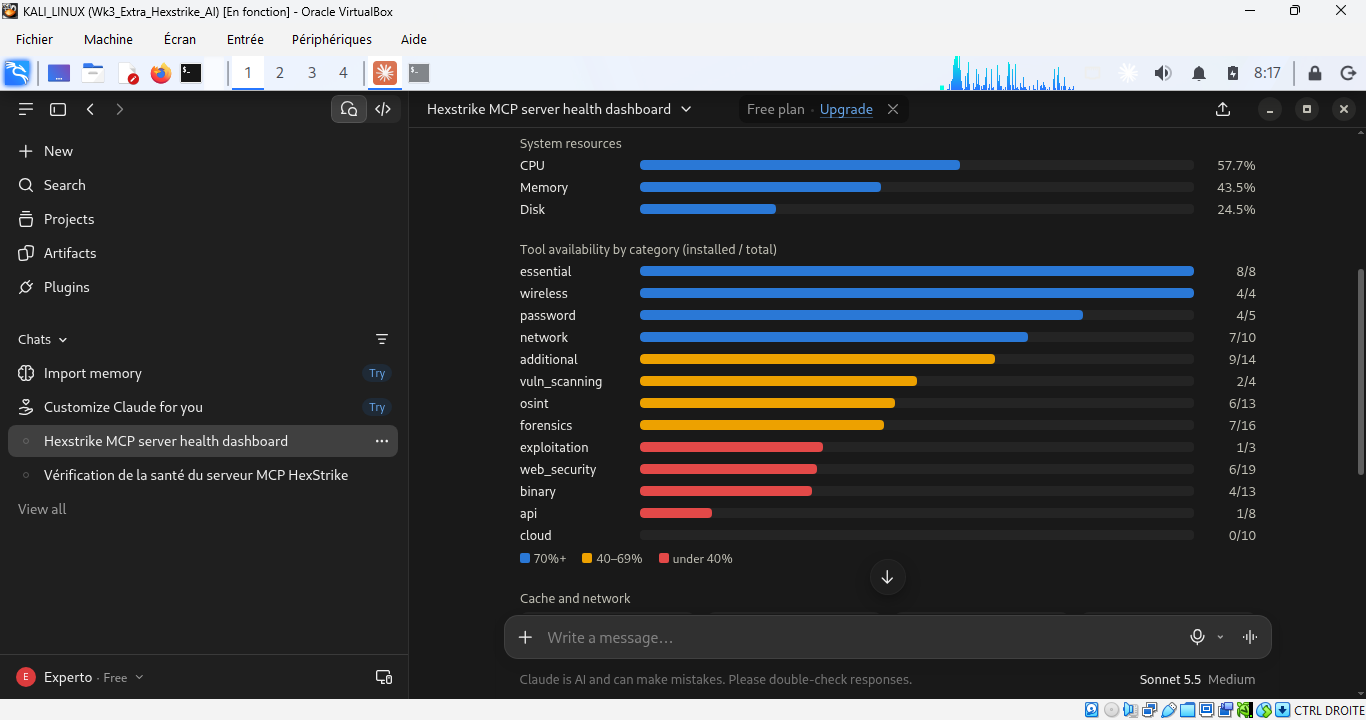 KALI_LINUX (Wk3_Extra_Hexstrike_AI) [En fonction] - Oracle VirtualBox
Fichier Machine Écran Entrée Périphériques Aide
1 2 3 4 8:17
Hexstrike MCP server health dashboard Free plan · Upgrade
New
Search
Projects
Artifacts
Plugins
Chats
Import memory Try
Customize Claude for you Try
Hexstrike MCP server health dashboard
Vérification de la santé du serveur MCP HexStrike
View all
E Experto · Free
System resources
CPU 57.7%
Memory 43.5%
Disk 24.5%
Tool availability by category (installed / total)
essential 8/8
wireless 4/4
password 4/5
network 7/10
additional 9/14
vuln_scanning 2/4
osint 6/13
forensics 7/16
exploitation 1/3
web_security 6/19
binary 4/13
api 1/8
cloud 0/10
70%+ 40–69% under 40%
Cache and network
Write a message...
Claude is AI and can make mistakes. Please double-check responses. Sonnet 5.5 Medium
CTRL DROITE